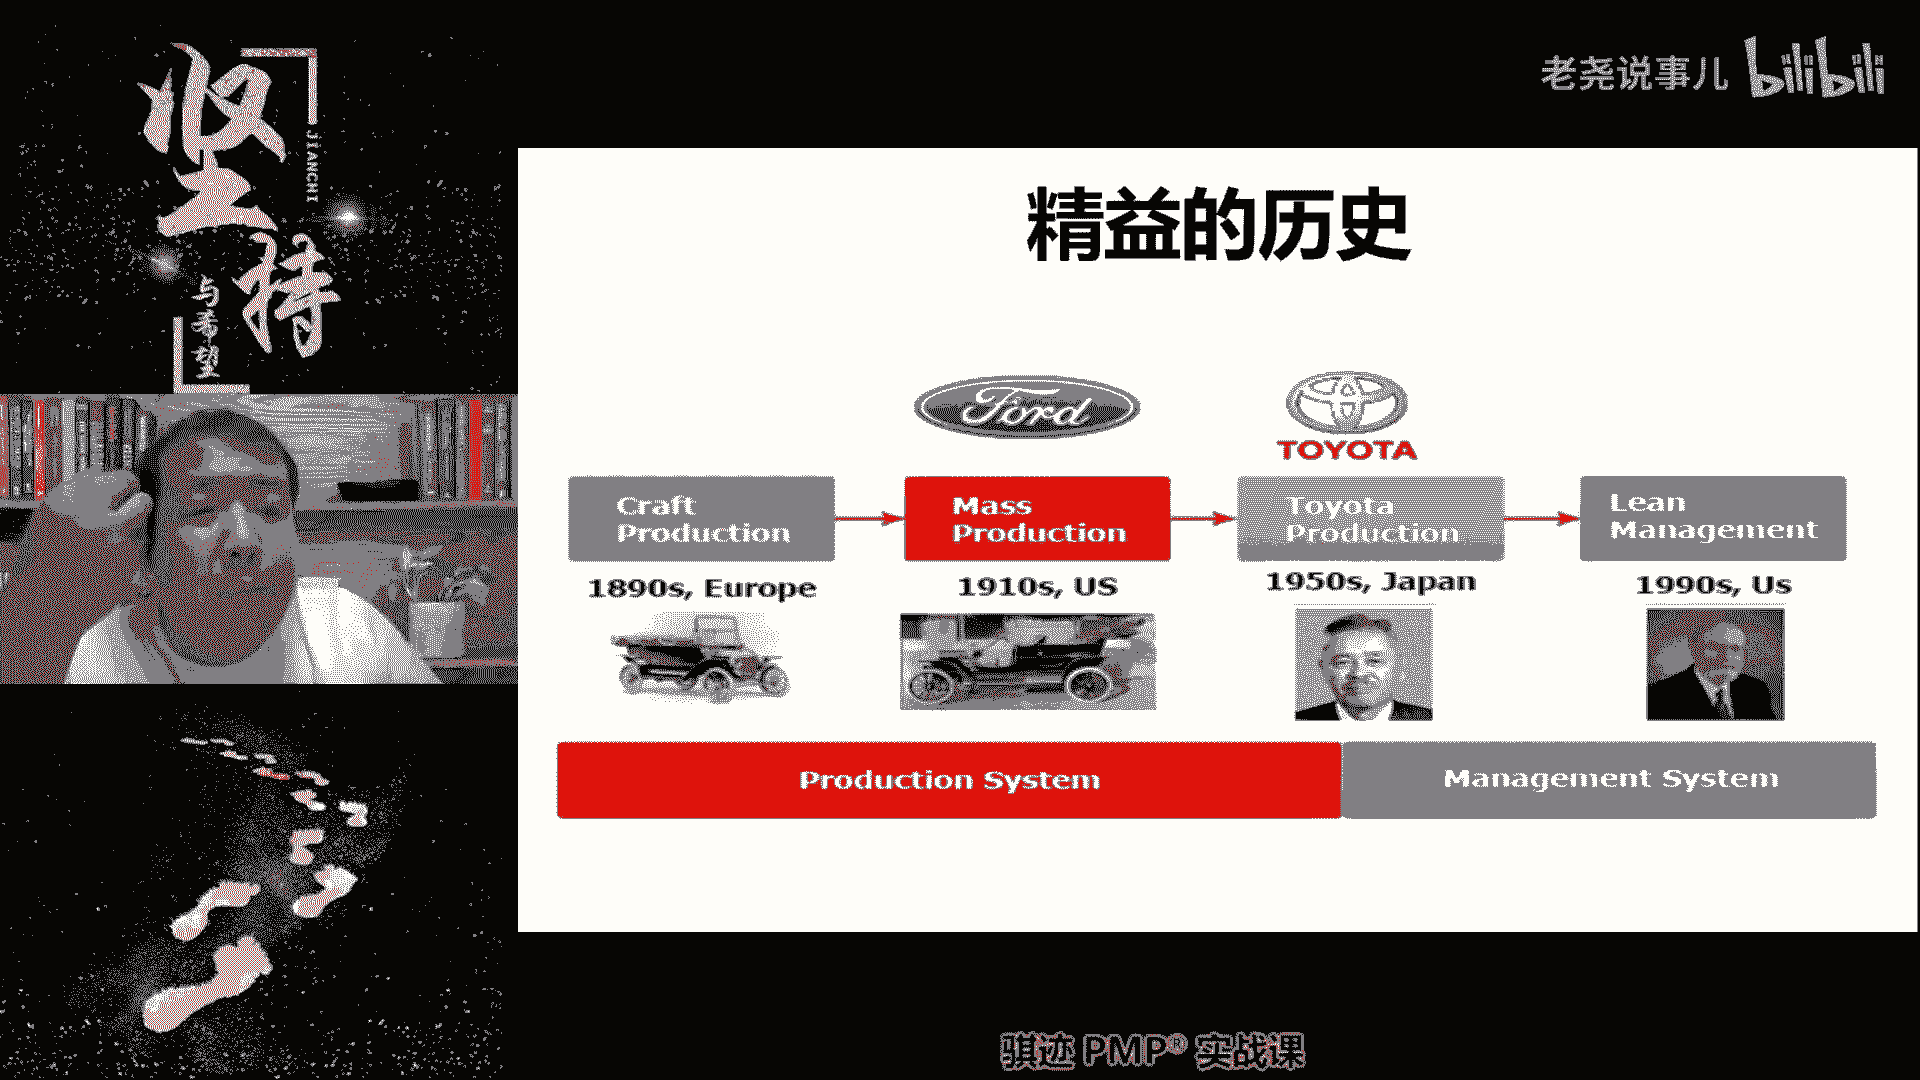 坚持
JIANCHI
与希望
老尧说事儿 bilibili
精益的历史
Ford
TOYOTA
Craft
Production
Mass
Production
Toyota
Production
Lean
Management
1890s, Europe
1910s, US
1950s, Japan
1990s, Us
Production System
Management System
骐迹 PMP® 实战课